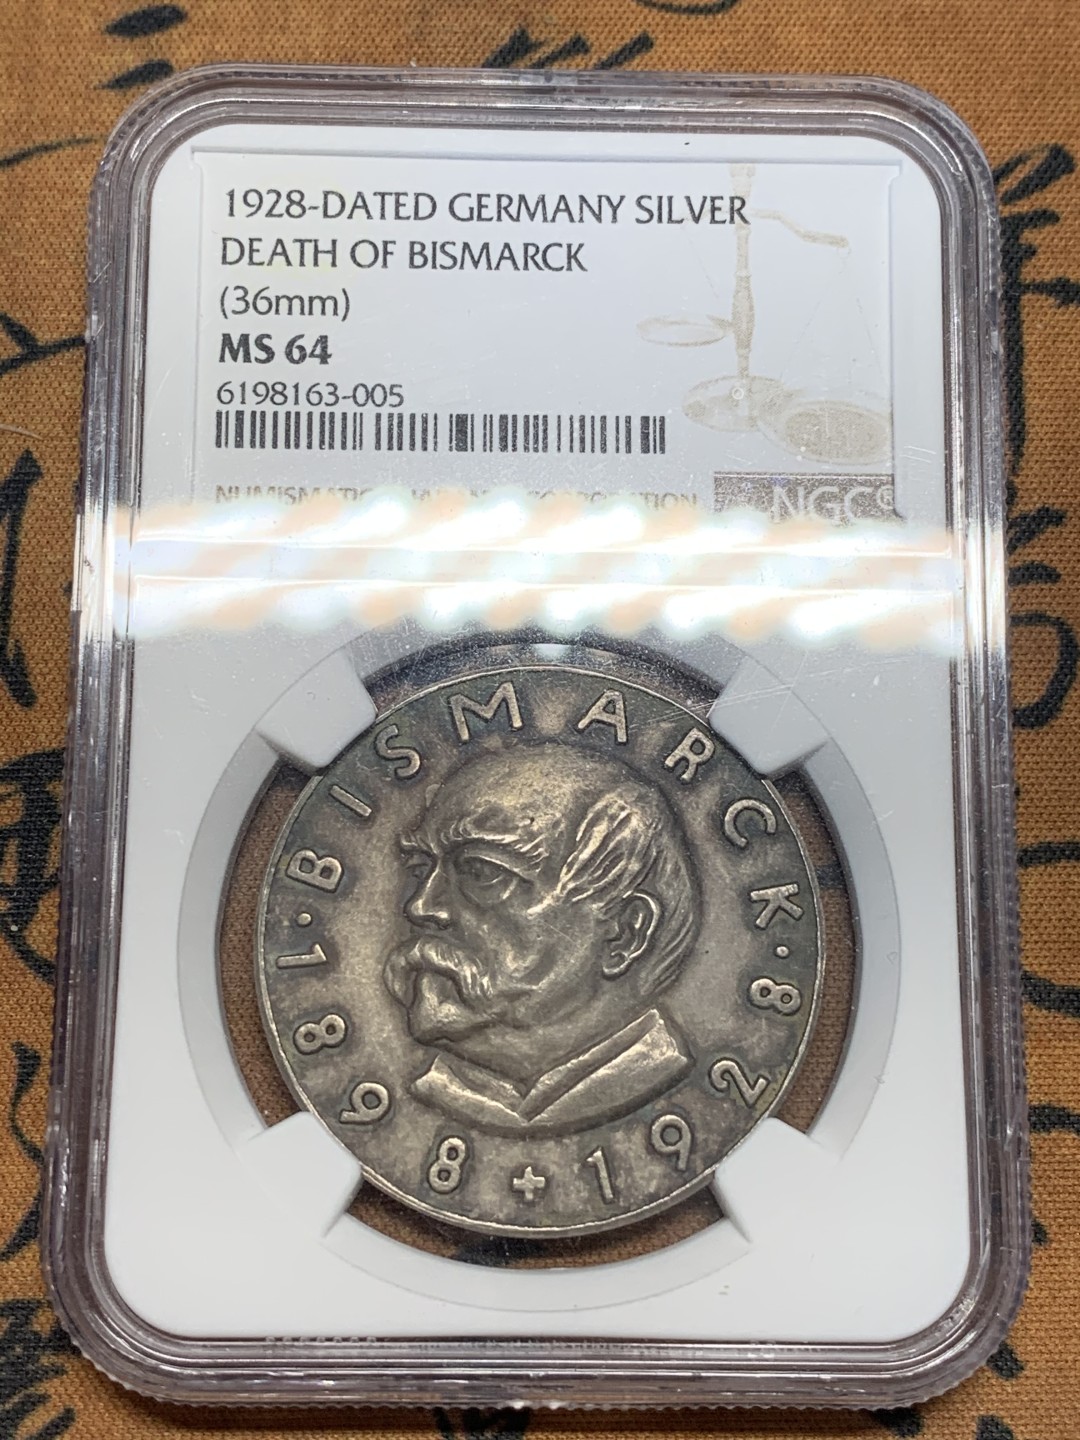 1928-DATED GERMANY SILVER
DEATH OF BISMARCK
(36mm)
MS 64
6198163-005
NGC®
1898·BISMARCK·1928